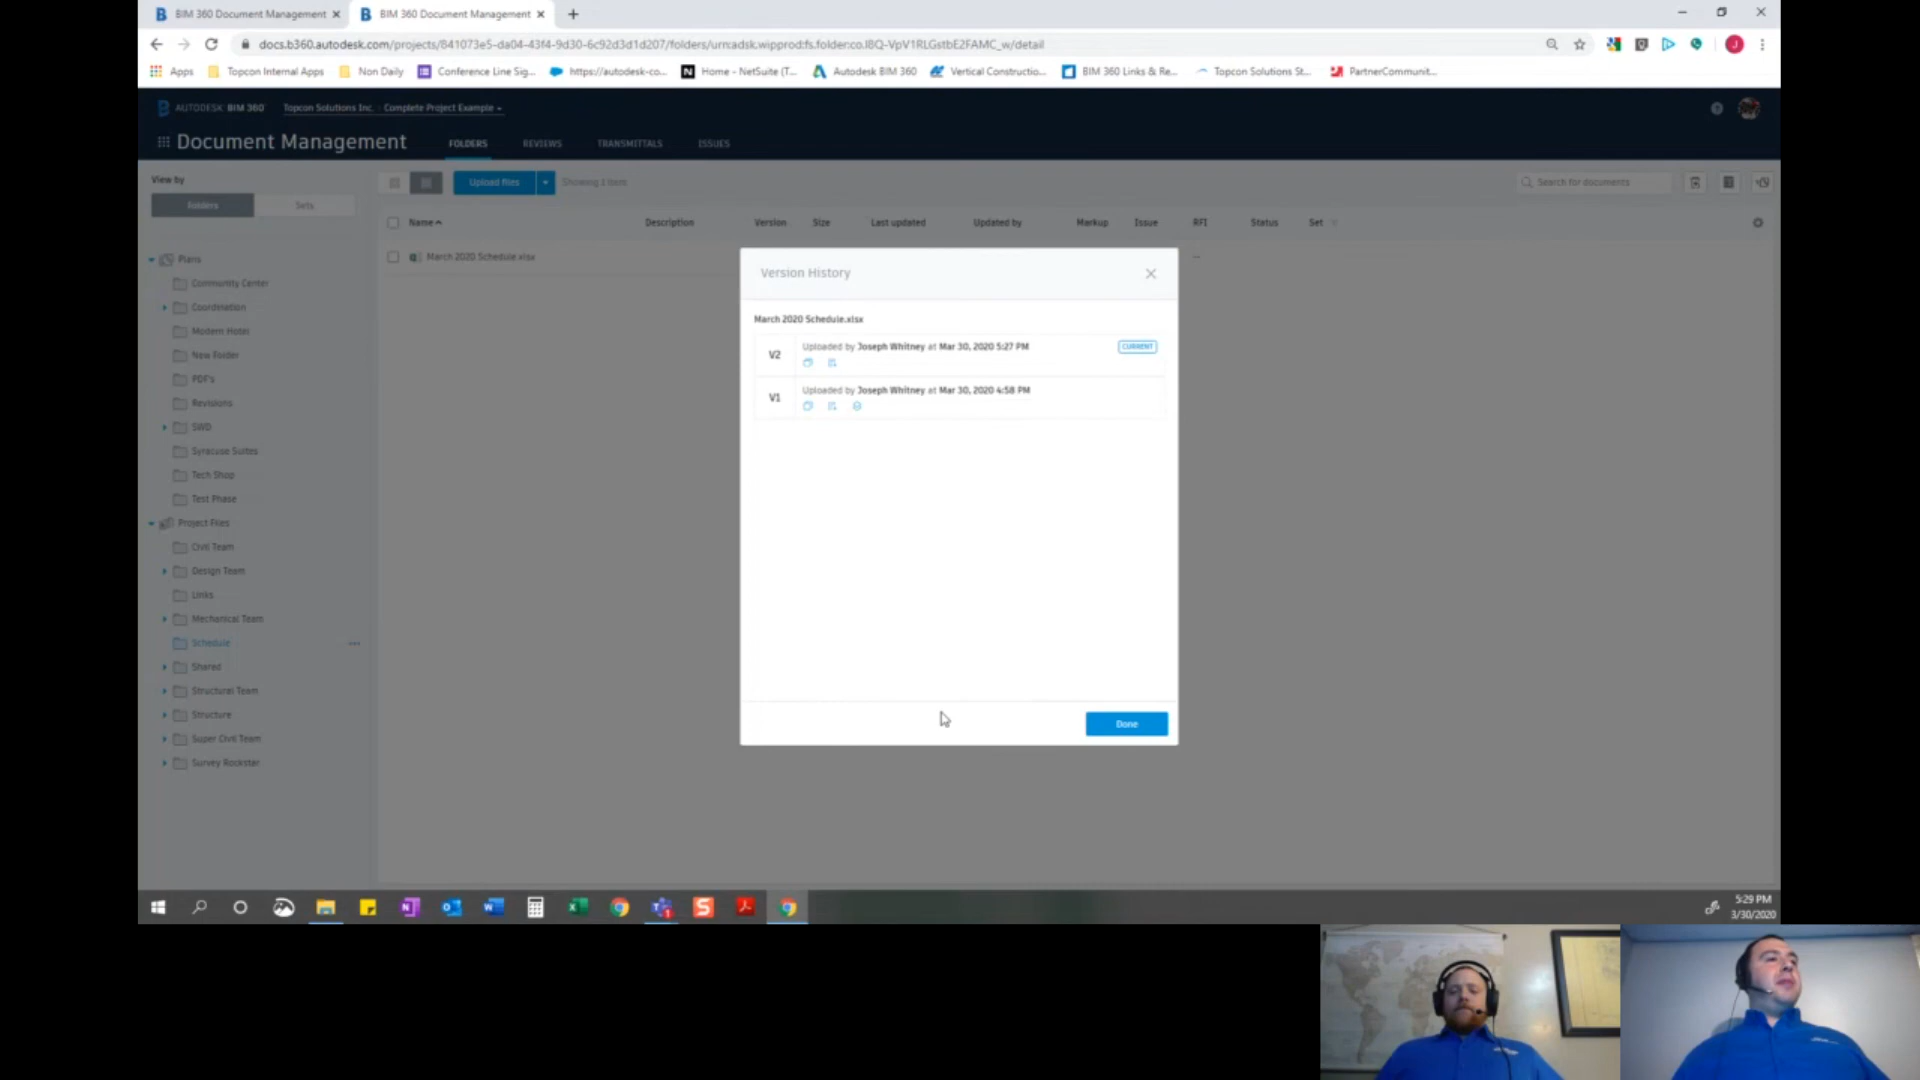 BIM 360 Document Management
BIM 360 Document Management
docs.b360.autodesk.com/projects/841073e5-da04-43f4-9d30-6c92d3d1d207/folders/urn:adsk.wipprod:fs.folder:co.I8Q-VpV1RLGstbE2FAMC_w/detail
Apps Topcon Internal Apps Non Daily Conference Line Sig... https://autodesk-co... Home - NetSuite (T... Autodesk BIM 360 Vertical Constructio... BIM 360 Links & Re... Topcon Solutions St... PartnerCommunit...
AUTODESK BIM 360 Topcon Solutions Inc. : Complete Project Example
Document Management FOLDERS REVIEWS TRANSMITTALS ISSUES
View by
Folders Sets
Upload files Showing 1 item Search for documents
Name Description Version Size Last updated Updated by Markup Issue RFI Status Set
March 2020 Schedule.xlsx --
Plans
Community Center
Coordination
Modern Hotel
New Folder
PDF's
Revisions
SWD
Syracuse Suites
Tech Shop
Test Phase
Project Files
Civil Team
Design Team
Links
Mechanical Team
Schedule
Shared
Structural Team
Structure
Super Civil Team
Survey Rockstar
Version History
March 2020 Schedule.xlsx
V2 Uploaded by Joseph Whitney at Mar 30, 2020 5:27 PM CURRENT
V1 Uploaded by Joseph Whitney at Mar 30, 2020 4:58 PM
Done
5:29 PM
3/30/2020